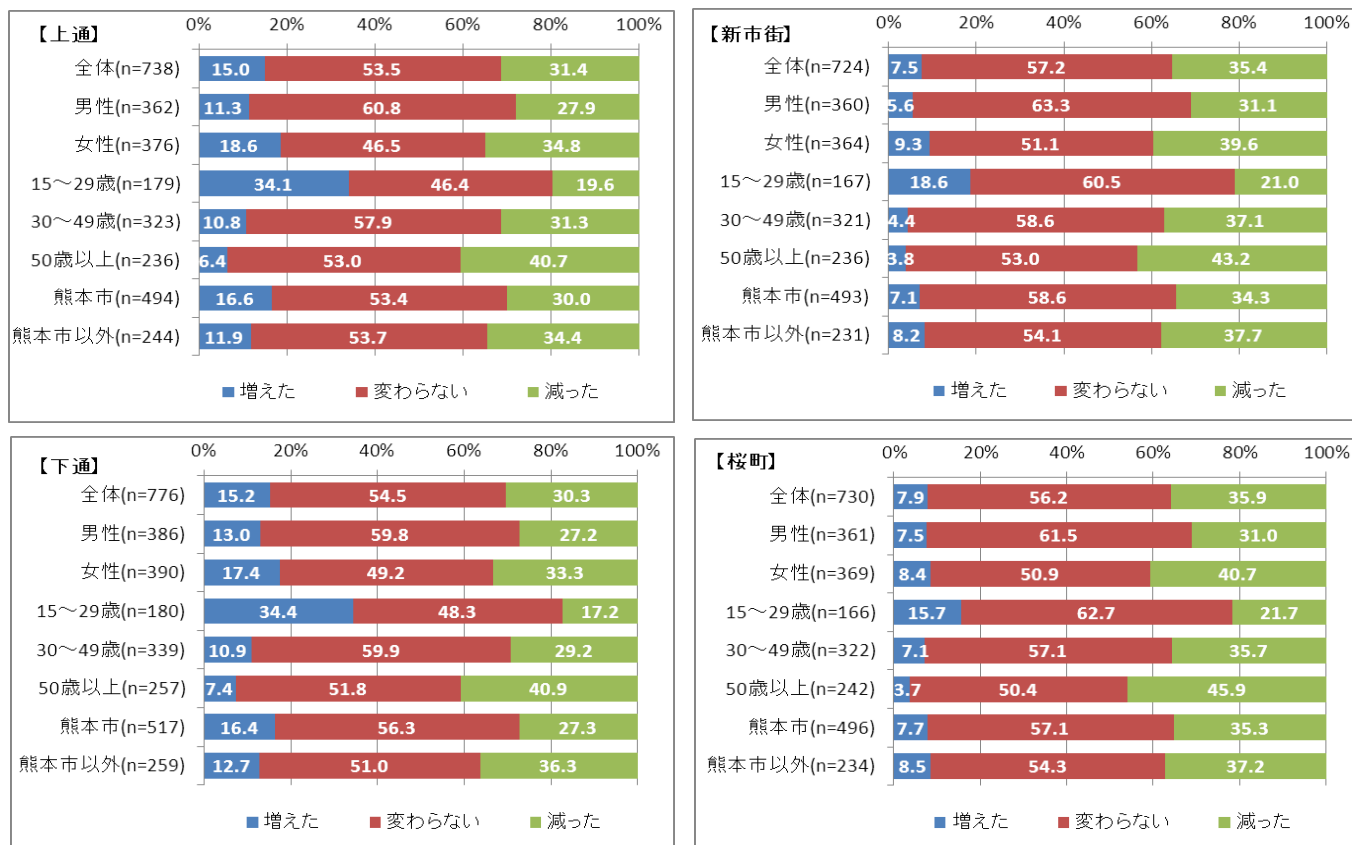 【上通】
0% 20% 40% 60% 80% 100%
全体(n=738) 15.0 53.5 31.4
男性(n=362) 11.3 60.8 27.9
女性(n=376) 18.6 46.5 34.8
15～29歳(n=179) 34.1 46.4 19.6
30～49歳(n=323) 10.8 57.9 31.3
50歳以上(n=236) 6.4 53.0 40.7
熊本市(n=494) 16.6 53.4 30.0
熊本市以外(n=244) 11.9 53.7 34.4
増えた 変わらない 減った
【新市街】
0% 20% 40% 60% 80% 100%
全体(n=724) 7.5 57.2 35.4
男性(n=360) 5.6 63.3 31.1
女性(n=364) 9.3 51.1 39.6
15～29歳(n=167) 18.6 60.5 21.0
30～49歳(n=321) 4.4 58.6 37.1
50歳以上(n=236) 3.8 53.0 43.2
熊本市(n=493) 7.1 58.6 34.3
熊本市以外(n=231) 8.2 54.1 37.7
増えた 変わらない 減った
【下通】
0% 20% 40% 60% 80% 100%
全体(n=776) 15.2 54.5 30.3
男性(n=386) 13.0 59.8 27.2
女性(n=390) 17.4 49.2 33.3
15～29歳(n=180) 34.4 48.3 17.2
30～49歳(n=339) 10.9 59.9 29.2
50歳以上(n=257) 7.4 51.8 40.9
熊本市(n=517) 16.4 56.3 27.3
熊本市以外(n=259) 12.7 51.0 36.3
増えた 変わらない 減った
【桜町】
0% 20% 40% 60% 80% 100%
全体(n=730) 7.9 56.2 35.9
男性(n=361) 7.5 61.5 31.0
女性(n=369) 8.4 50.9 40.7
15～29歳(n=166) 15.7 62.7 21.7
30～49歳(n=322) 7.1 57.1 35.7
50歳以上(n=242) 3.7 50.4 45.9
熊本市(n=496) 7.7 57.1 35.3
熊本市以外(n=234) 8.5 54.3 37.2
増えた 変わらない 減った